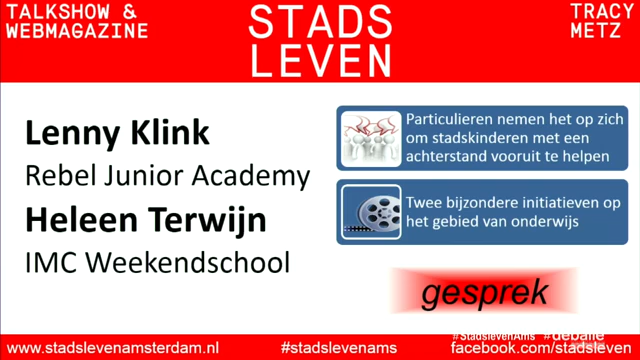 TALKSHOW &
WEBMAGAZINE
STADS
LEVEN
TRACY
METZ
Lenny Klink
Rebel Junior Academy
Heleen Terwijn
IMC Weekendschool
Particulieren nemen het op zich
om stadskinderen met een
achterstand vooruit te helpen
Twee bijzondere initiatieven op
het gebied van onderwijs
gesprek
#StadslevenAms #deballe
www.stadslevenamsterdam.nl #stadslevenams facebook.com/stadsleven